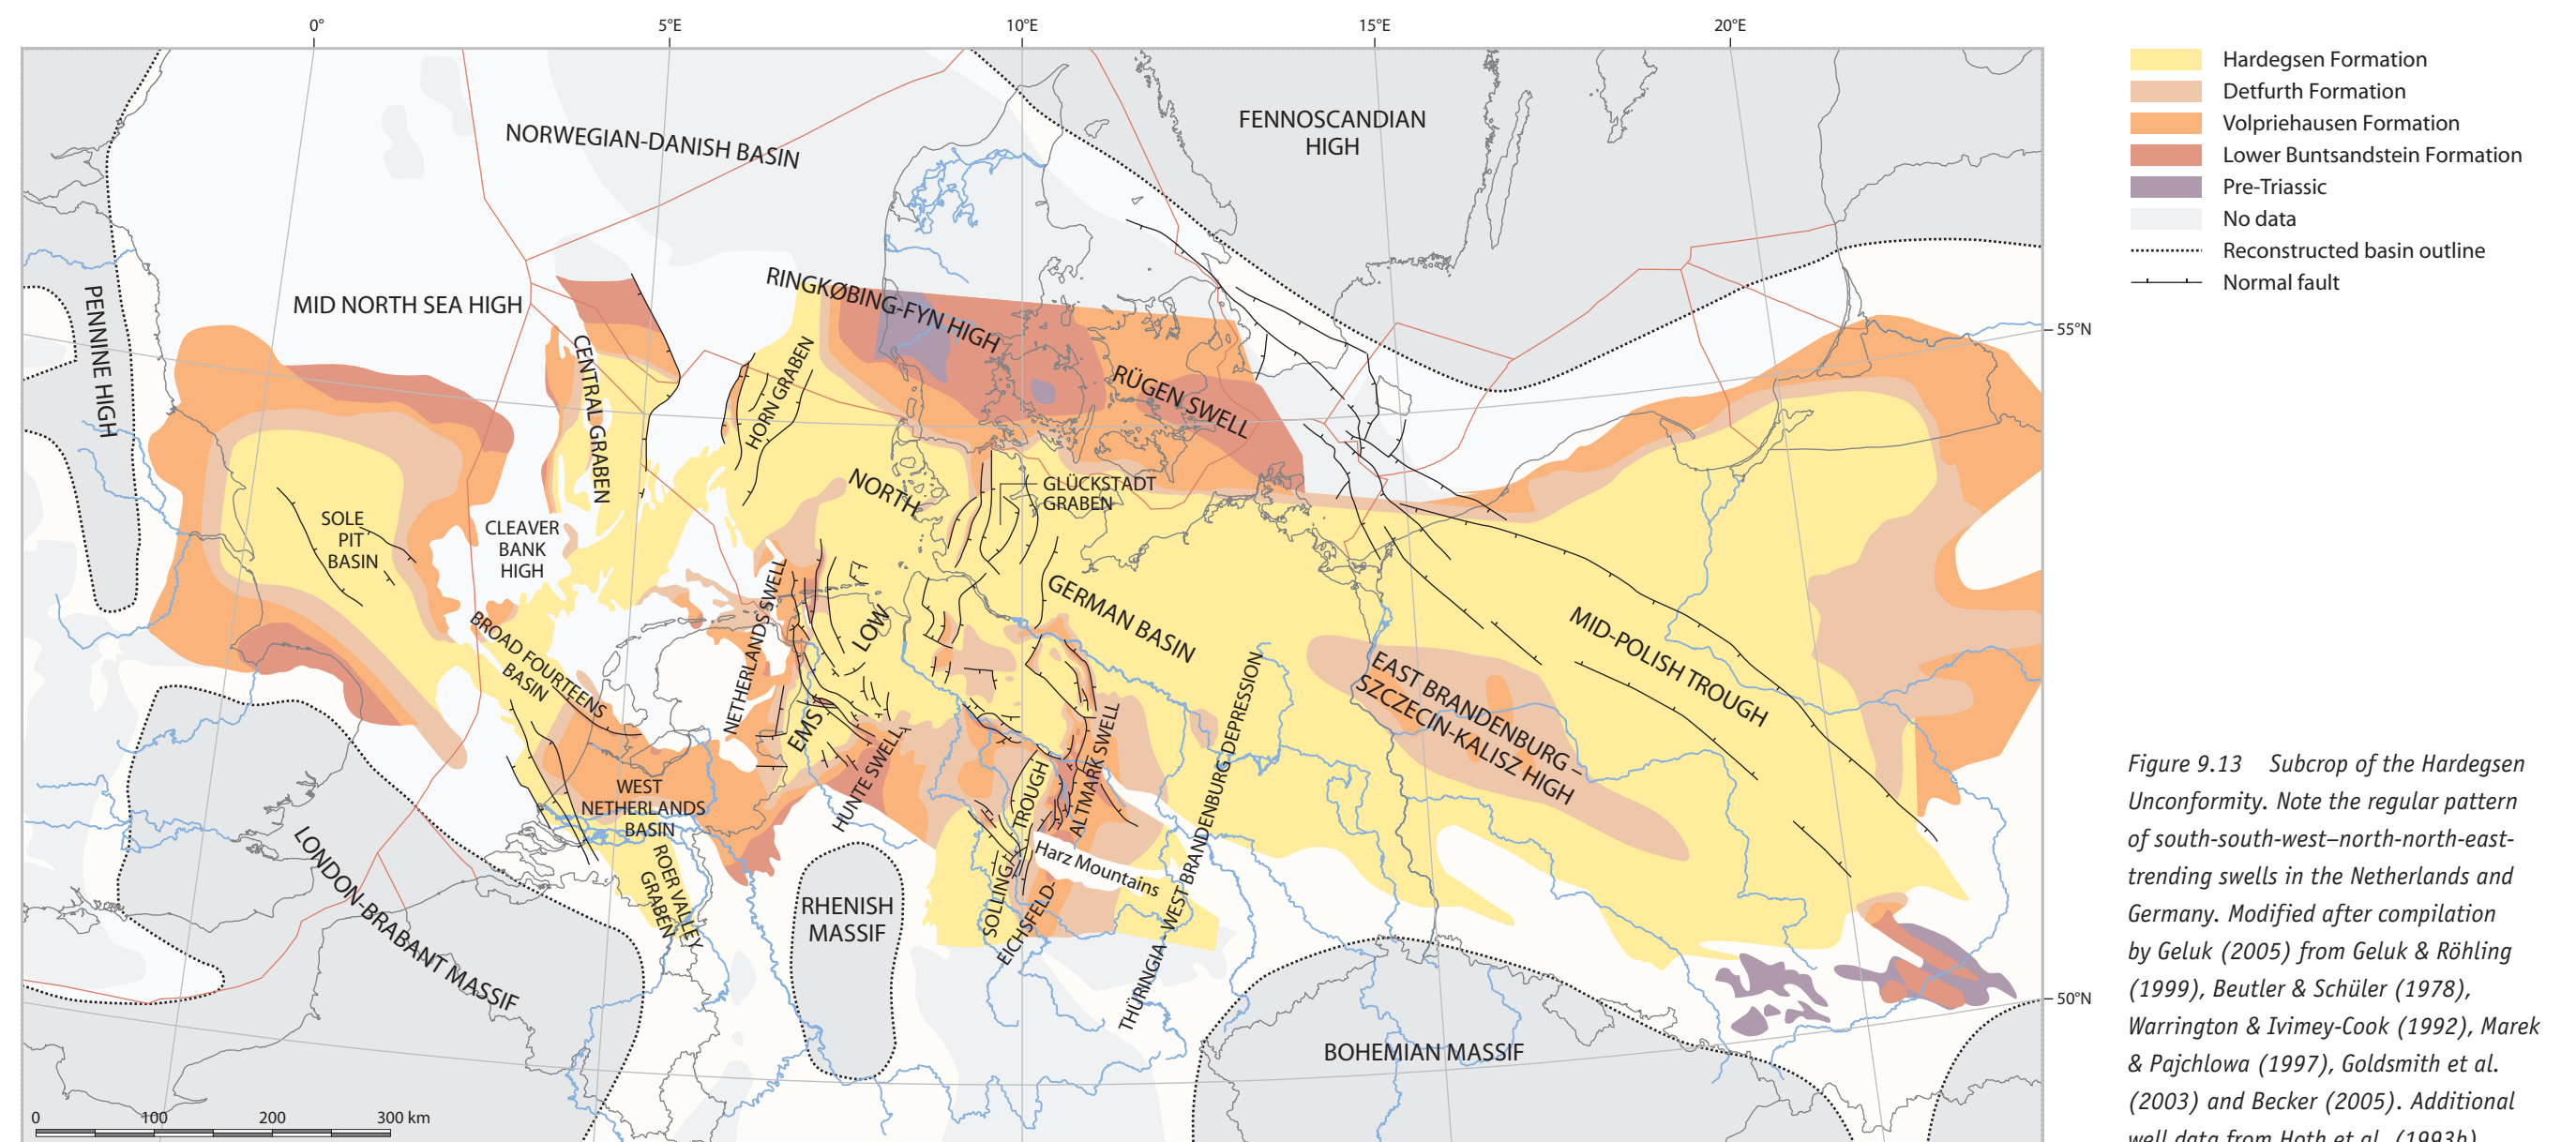 0°
5°E
10°E
15°E
20°E
55°N
50°N
NORWEGIAN-DANISH BASIN
FENNOSCANDIAN
HIGH
PENNINE HIGH
MID NORTH SEA HIGH
RINGKØBING-FYN HIGH
CENTRAL GRABEN
HORN GRABEN
RÜGEN SWELL
NORTH
GLÜCKSTADT
GRABEN
SOLE
PIT
BASIN
CLEAVER
BANK
HIGH
BROAD FOURTEENS
BASIN
NETHERLANDS SWELL
LOW
GERMAN BASIN
MID-POLISH TROUGH
EAST BRANDENBURG –
SZCZECIN-KALISZ HIGH
EMS
HUNTE SWELL
TROUGH
ALTMARK SWELL
WEST
NETHERLANDS
BASIN
ROER VALLEY
GRABEN
LONDON-BRABANT MASSIF
RHENISH
MASSIF
Harz Mountains
SOLLING
EICHSFELD-
THÜRINGIA - WEST BRANDENBURG DEPRESSION
BOHEMIAN MASSIF
0
100
200
300 km
Hardegsen Formation
Detfurth Formation
Volpriehausen Formation
Lower Buntsandstein Formation
Pre-Triassic
No data
Reconstructed basin outline
Normal fault
Figure 9.13 Subcrop of the Hardegsen
Unconformity. Note the regular pattern
of south-south-west–north-north-east-
trending swells in the Netherlands and
Germany. Modified after compilation
by Geluk (2005) from Geluk & Röhling
(1999), Beutler & Schüler (1978),
Warrington & Ivimey-Cook (1992), Marek
& Pajchlowa (1997), Goldsmith et al.
(2003) and Becker (2005). Additional
well data from Hoth et al. (1993b)